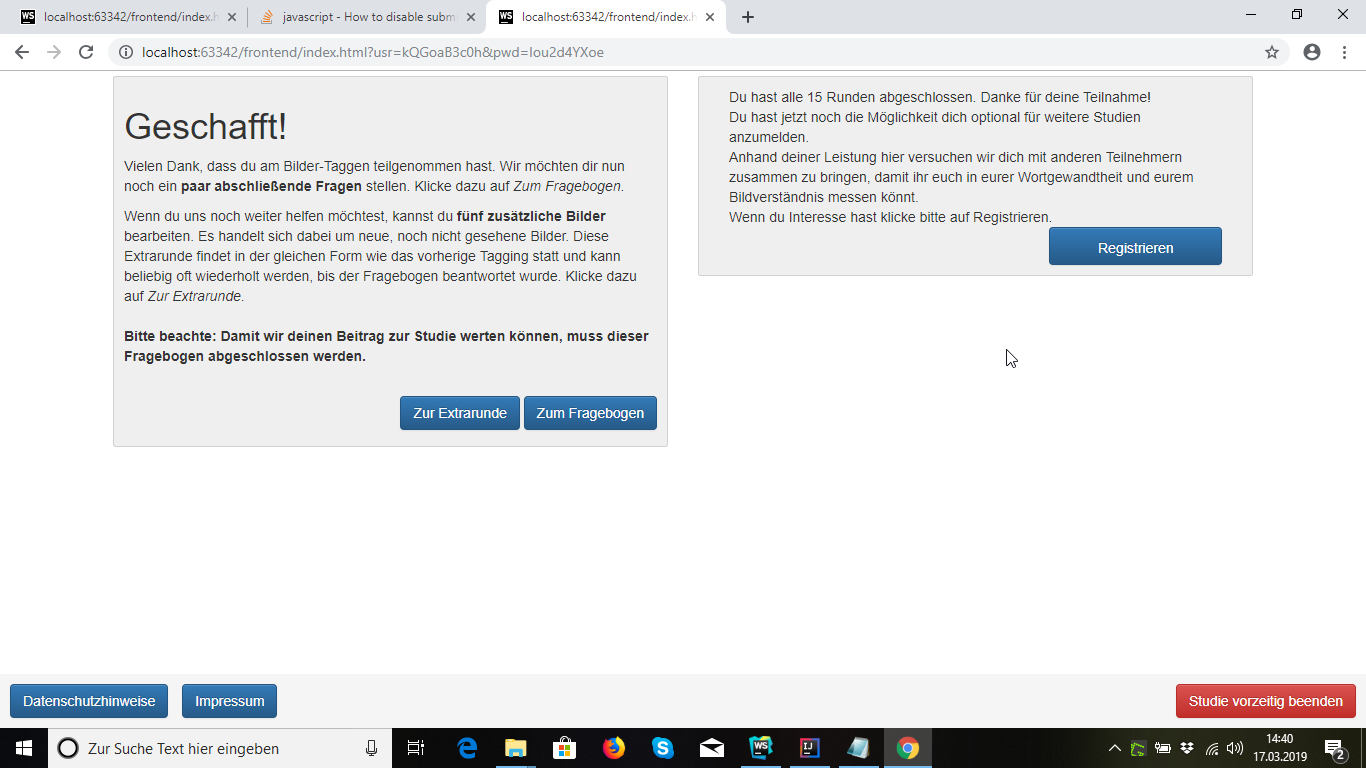 localhost:63342/frontend/index.h
javascript - How to disable subm
localhost:63342/frontend/index.h
localhost:63342/frontend/index.html?usr=kQGoaB3c0h&pwd=Iou2d4YXoe
Geschafft!
Vielen Dank, dass du am Bilder-Taggen teilgenommen hast. Wir möchten dir nun
noch ein paar abschließende Fragen stellen. Klicke dazu auf Zum Fragebogen.
Wenn du uns noch weiter helfen möchtest, kannst du fünf zusätzliche Bilder
bearbeiten. Es handelt sich dabei um neue, noch nicht gesehene Bilder. Diese
Extrarunde findet in der gleichen Form wie das vorherige Tagging statt und kann
beliebig oft wiederholt werden, bis der Fragebogen beantwortet wurde. Klicke dazu
auf Zur Extrarunde.
Bitte beachte: Damit wir deinen Beitrag zur Studie werten können, muss dieser
Fragebogen abgeschlossen werden.
Zur Extrarunde
Zum Fragebogen
Du hast alle 15 Runden abgeschlossen. Danke für deine Teilnahme!
Du hast jetzt noch die Möglichkeit dich optional für weitere Studien
anzumelden.
Anhand deiner Leistung hier versuchen wir dich mit anderen Teilnehmern
zusammen zu bringen, damit ihr euch in eurer Wortgewandtheit und eurem
Bildverständnis messen könnt.
Wenn du Interesse hast klicke bitte auf Registrieren.
Registrieren
Datenschutzhinweise
Impressum
Studie vorzeitig beenden
Zur Suche Text hier eingeben
14:40
17.03.2019
2